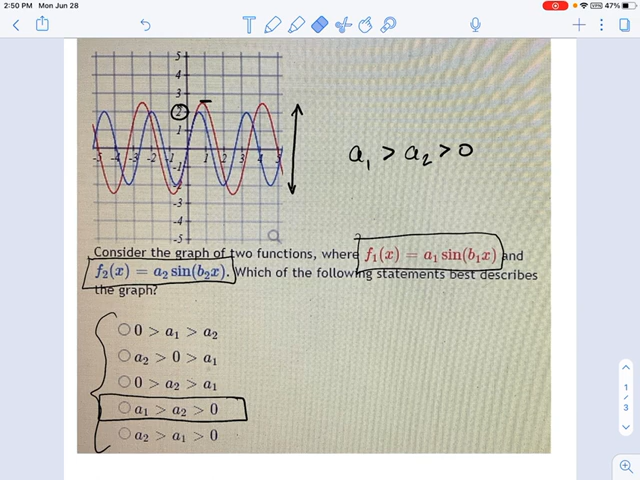 2:50 PM Mon Jun 28
VPN 47%
T
5
4
3
2
1
-5 -4 -3 -2 -1 1 2 3 4 5
-1
-2
-3
-4
-5
a₁ > a₂ > 0
Consider the graph of two functions, where f₁(x) = a₁ sin(b₁x) and
f₂(x) = a₂ sin(b₂x). Which of the following statements best describes
the graph?
0 > a₁ > a₂
a₂ > 0 > a₁
0 > a₂ > a₁
a₁ > a₂ > 0
a₂ > a₁ > 0
1
/
3